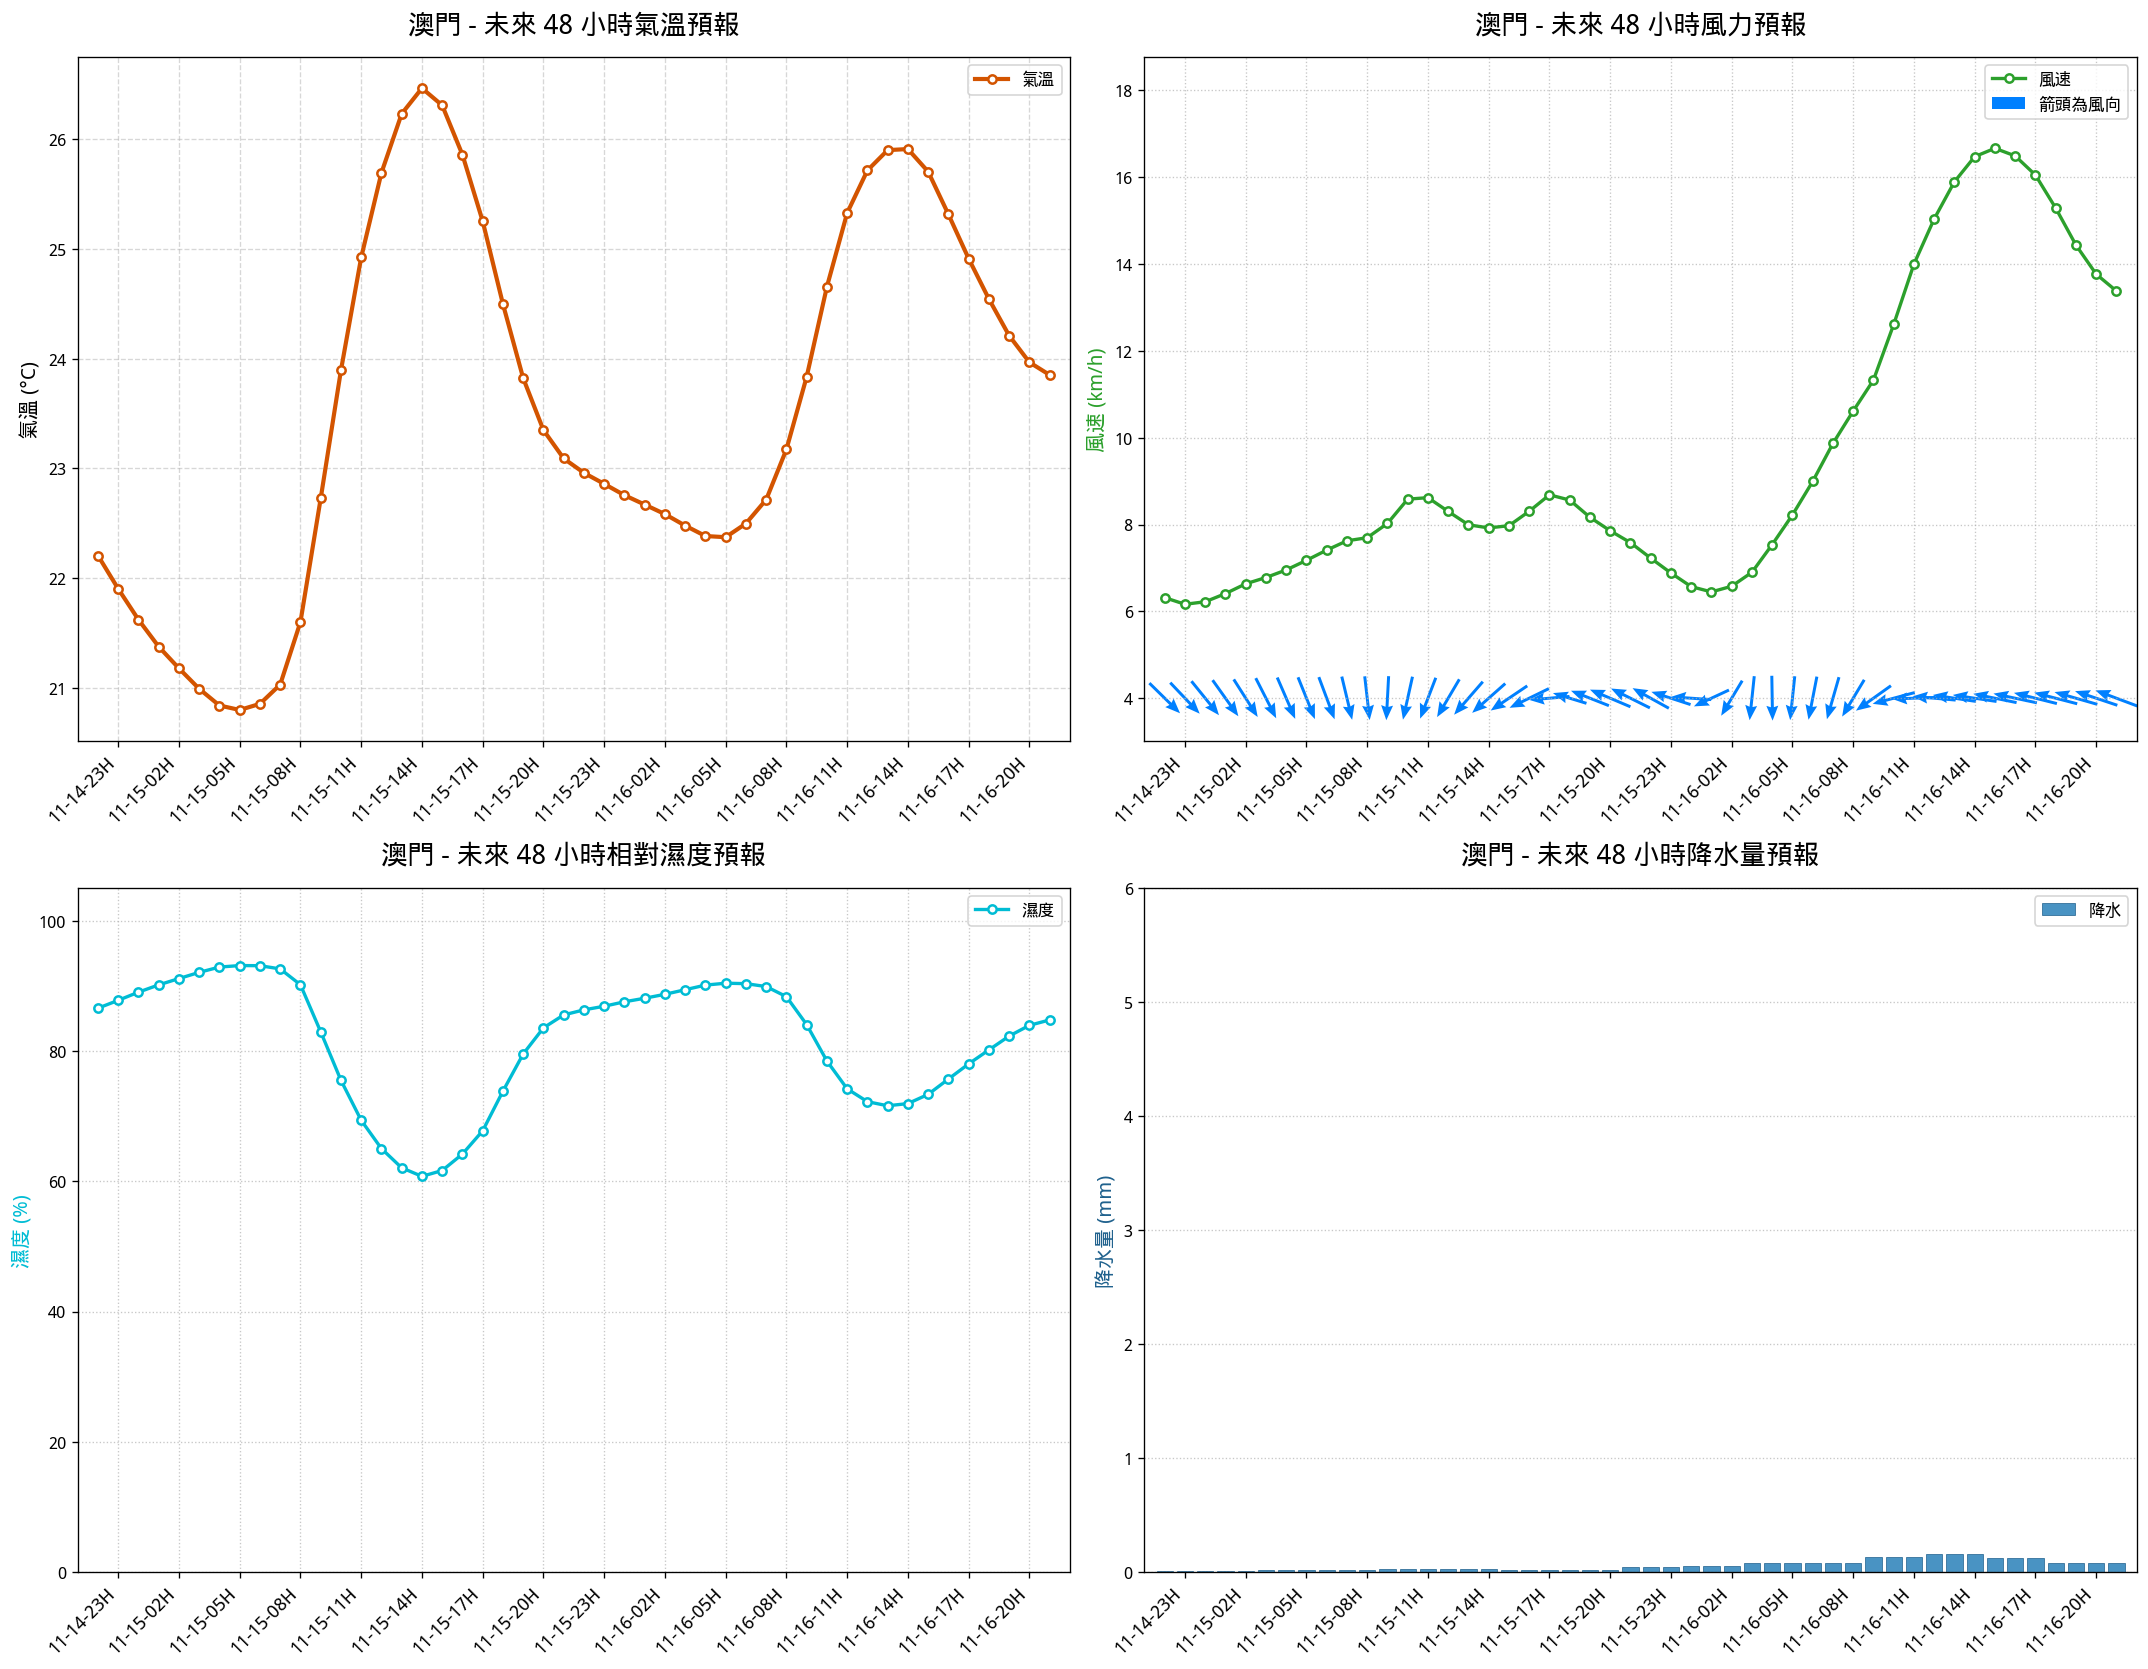 澳門 - 未來 48 小時氣溫預報
氣溫
氣溫 (°C)
26
25
24
23
22
21
11-14-23H
11-15-02H
11-15-05H
11-15-08H
11-15-11H
11-15-14H
11-15-17H
11-15-20H
11-15-23H
11-16-02H
11-16-05H
11-16-08H
11-16-11H
11-16-14H
11-16-17H
11-16-20H
澳門 - 未來 48 小時風力預報
風速
箭頭為風向
風速 (km/h)
18
16
14
12
10
8
6
4
11-14-23H
11-15-02H
11-15-05H
11-15-08H
11-15-11H
11-15-14H
11-15-17H
11-15-20H
11-15-23H
11-16-02H
11-16-05H
11-16-08H
11-16-11H
11-16-14H
11-16-17H
11-16-20H
澳門 - 未來 48 小時相對濕度預報
濕度
濕度 (%)
100
80
60
40
20
0
11-14-23H
11-15-02H
11-15-05H
11-15-08H
11-15-11H
11-15-14H
11-15-17H
11-15-20H
11-15-23H
11-16-02H
11-16-05H
11-16-08H
11-16-11H
11-16-14H
11-16-17H
11-16-20H
澳門 - 未來 48 小時降水量預報
降水
降水量 (mm)
6
5
4
3
2
1
0
11-14-23H
11-15-02H
11-15-05H
11-15-08H
11-15-11H
11-15-14H
11-15-17H
11-15-20H
11-15-23H
11-16-02H
11-16-05H
11-16-08H
11-16-11H
11-16-14H
11-16-17H
11-16-20H